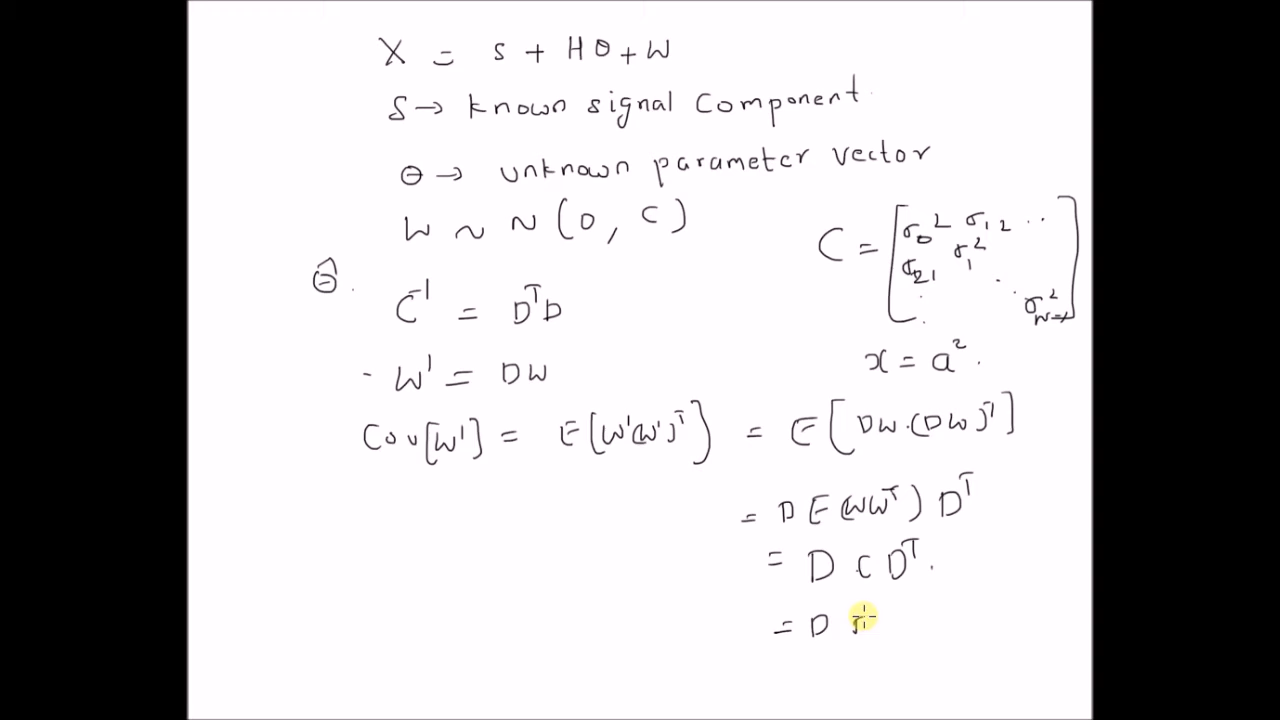 X = s + Hθ + W
S → known signal component
θ → unknown parameter vector
W ~ N(0, C)
C = [σ₀² σ₁₂ ..
σ₂₁ σ₁²
: ...
σ²_N-1]
θ̂ .
C⁻¹ = DᵀD
x = a² .
- W' = DW
Cov[W'] = E[W'(W')ᵀ] = E[DW.(DW)ᵀ]
= D E(WWᵀ) Dᵀ
= D C Dᵀ .
= D